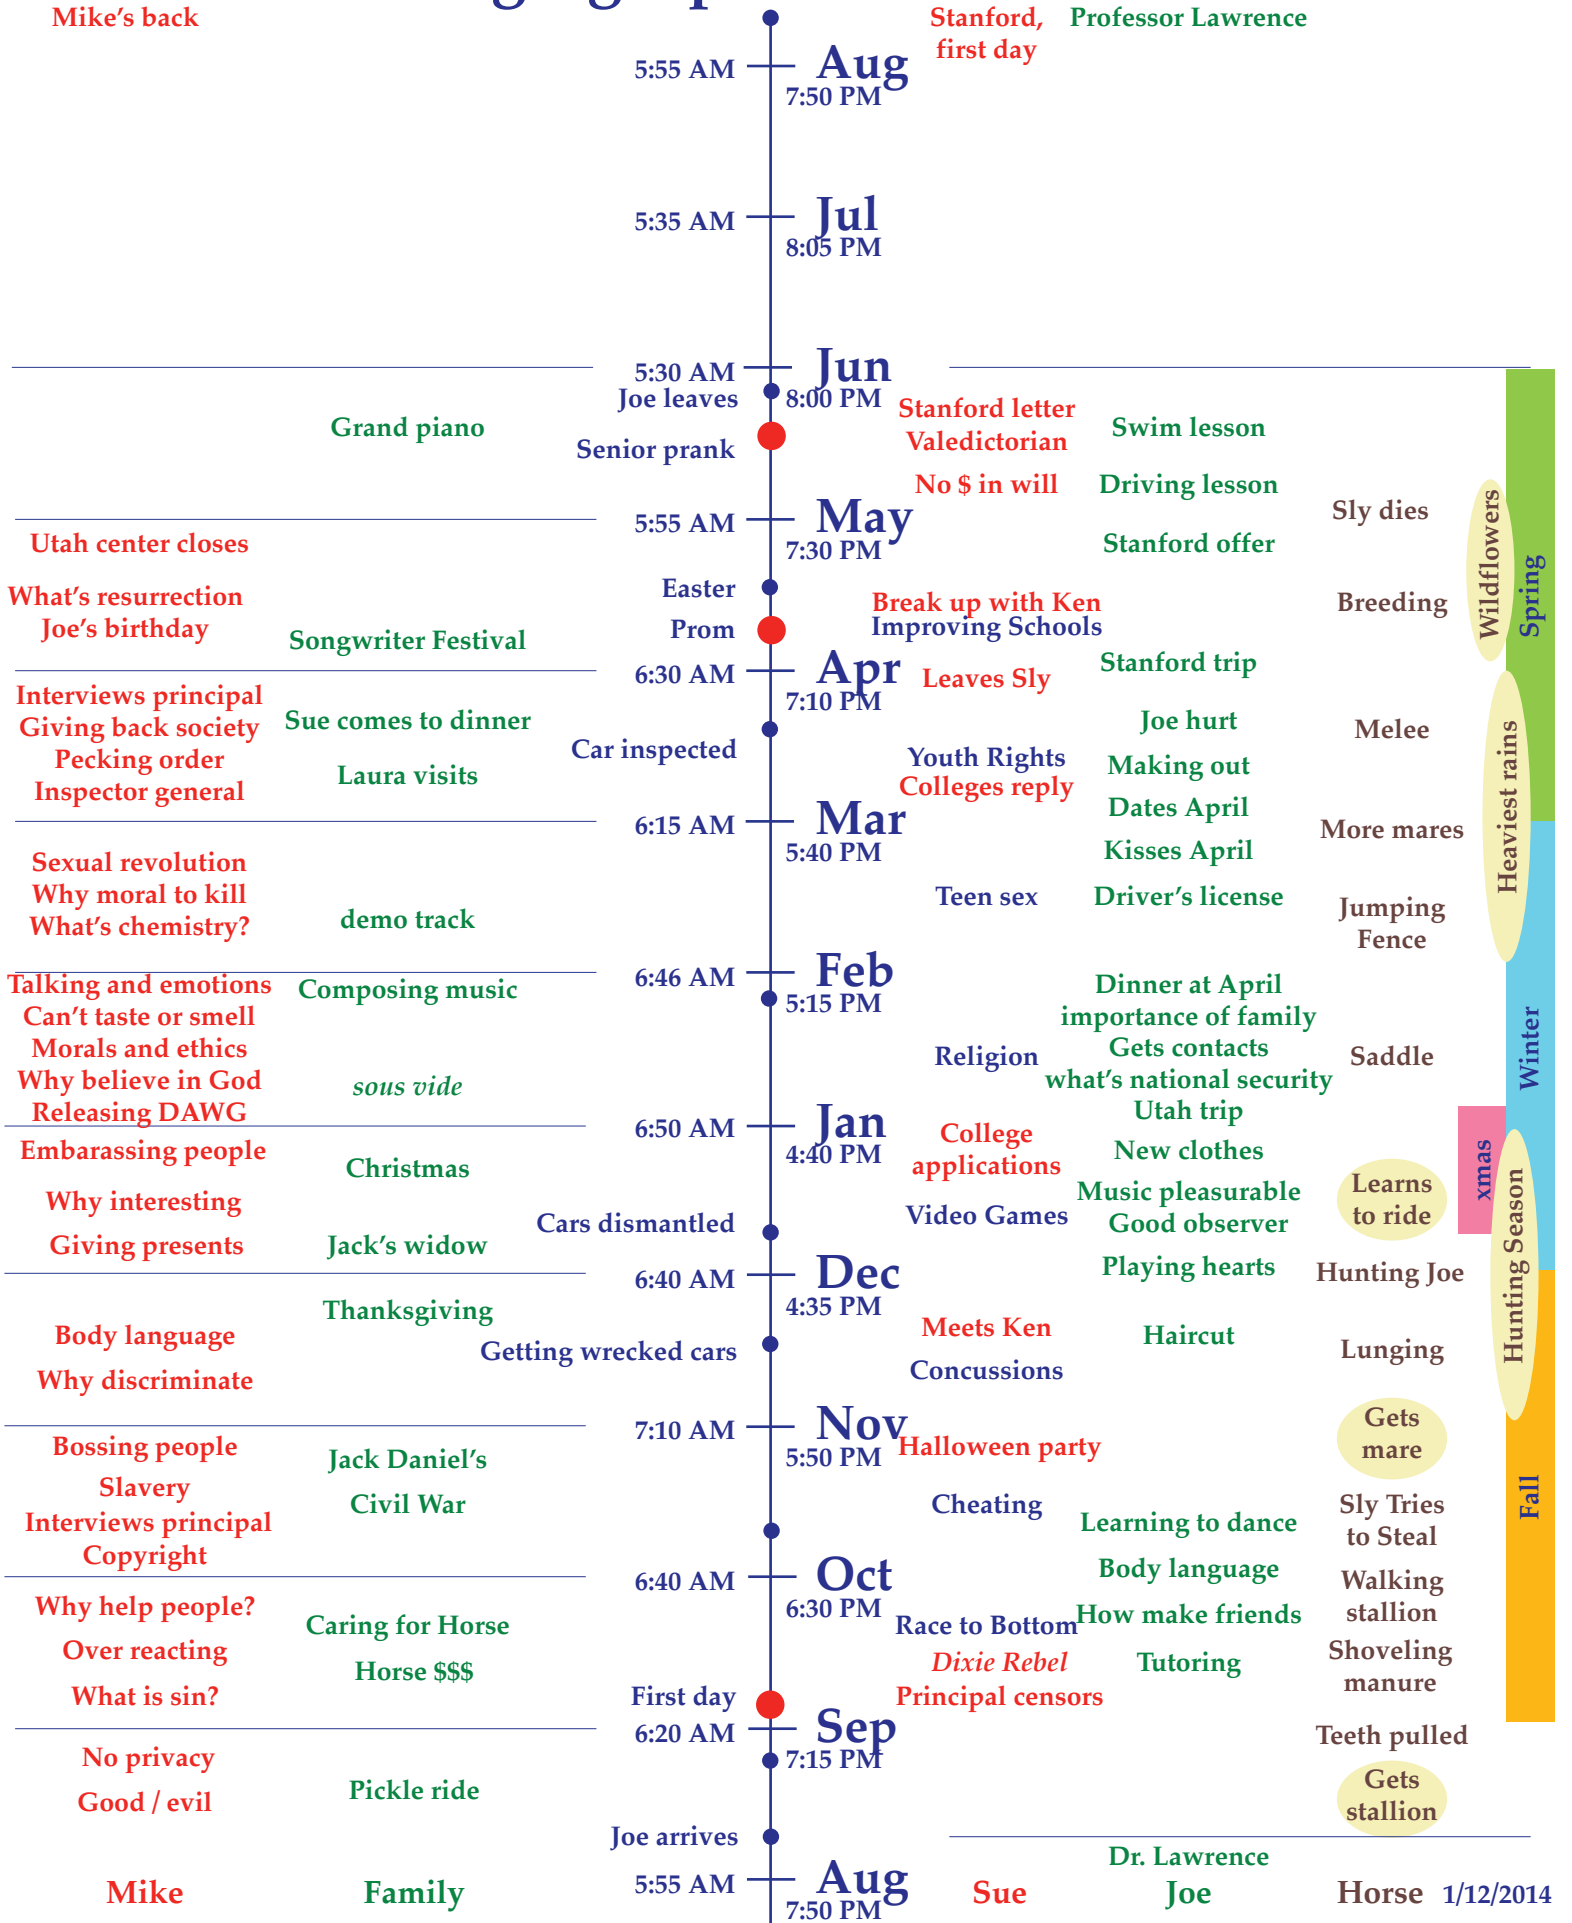 Mike's back
Stanford,
first day
Professor Lawrence
5:55 AM
Aug
7:50 PM
5:35 AM
Jul
8:05 PM
5:30 AM
Jun
8:00 PM
Joe leaves
Grand piano
Senior prank
Stanford letter
Valedictorian
Swim lesson
No $ in will
Driving lesson
Sly dies
5:55 AM
May
7:30 PM
Utah center closes
Stanford offer
Wildflowers
Spring
Easter
What's resurrection
Joe's birthday
Break up with Ken
Improving Schools
Breeding
Prom
Songwriter Festival
6:30 AM
Apr
7:10 PM
Stanford trip
Leaves Sly
Interviews principal
Giving back society
Pecking order
Inspector general
Sue comes to dinner
Laura visits
Car inspected
Youth Rights
Colleges reply
Joe hurt
Making out
Dates April
Melee
Heaviest rains
6:15 AM
Mar
5:40 PM
Kisses April
More mares
Sexual revolution
Why moral to kill
What's chemistry?
demo track
Teen sex
Driver's license
Jumping
Fence
6:46 AM
Feb
5:15 PM
Talking and emotions
Can't taste or smell
Morals and ethics
Why believe in God
Releasing DAWG
Composing music
sous vide
Religion
Dinner at April
importance of family
Gets contacts
what's national security
Utah trip
Saddle
Winter
6:50 AM
Jan
4:40 PM
Embarassing people
Why interesting
Giving presents
Christmas
Jack's widow
Cars dismantled
College
applications
Video Games
New clothes
Music pleasurable
Good observer
Learns
to ride
xmas
Hunting Season
6:40 AM
Dec
4:35 PM
Playing hearts
Hunting Joe
Thanksgiving
Body language
Why discriminate
Getting wrecked cars
Meets Ken
Concussions
Haircut
Lunging
7:10 AM
Nov
5:50 PM
Gets
mare
Bossing people
Slavery
Interviews principal
Copyright
Jack Daniel's
Civil War
Halloween party
Cheating
Learning to dance
Sly Tries
to Steal
Fall
6:40 AM
Oct
6:30 PM
Body language
Walking
stallion
Why help people?
Over reacting
What is sin?
Caring for Horse
Horse $$$
Race to Bottom
How make friends
Dixie Rebel
Tutoring
Principal censors
Shoveling
manure
First day
6:20 AM
Sep
7:15 PM
Teeth pulled
No privacy
Good / evil
Pickle ride
Gets
stallion
Joe arrives
Dr. Lawrence
5:55 AM
Aug
7:50 PM
Mike
Family
Sue
Joe
Horse
1/12/2014